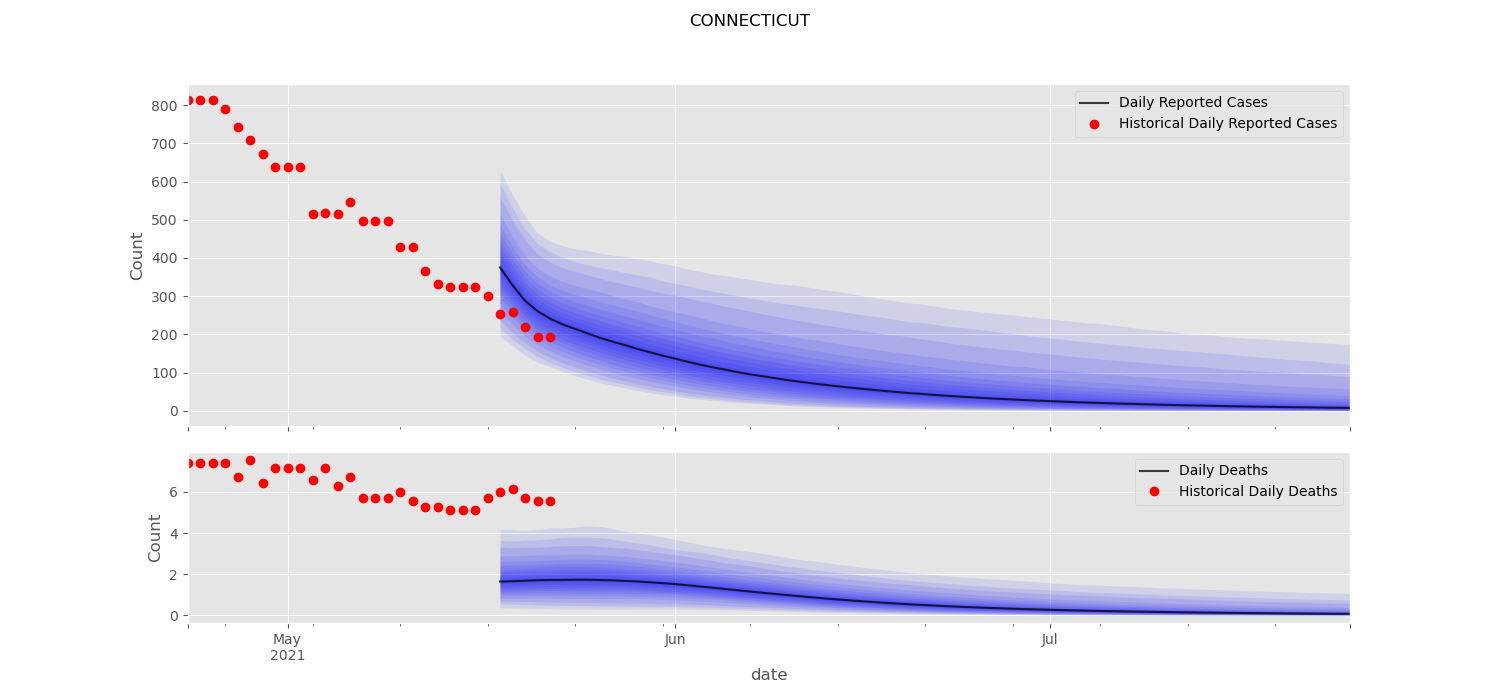 CONNECTICUT
Count
800
700
600
500
400
300
200
100
0
Daily Reported Cases
Historical Daily Reported Cases
Count
6
4
2
0
Daily Deaths
Historical Daily Deaths
May
2021
Jun
Jul
date